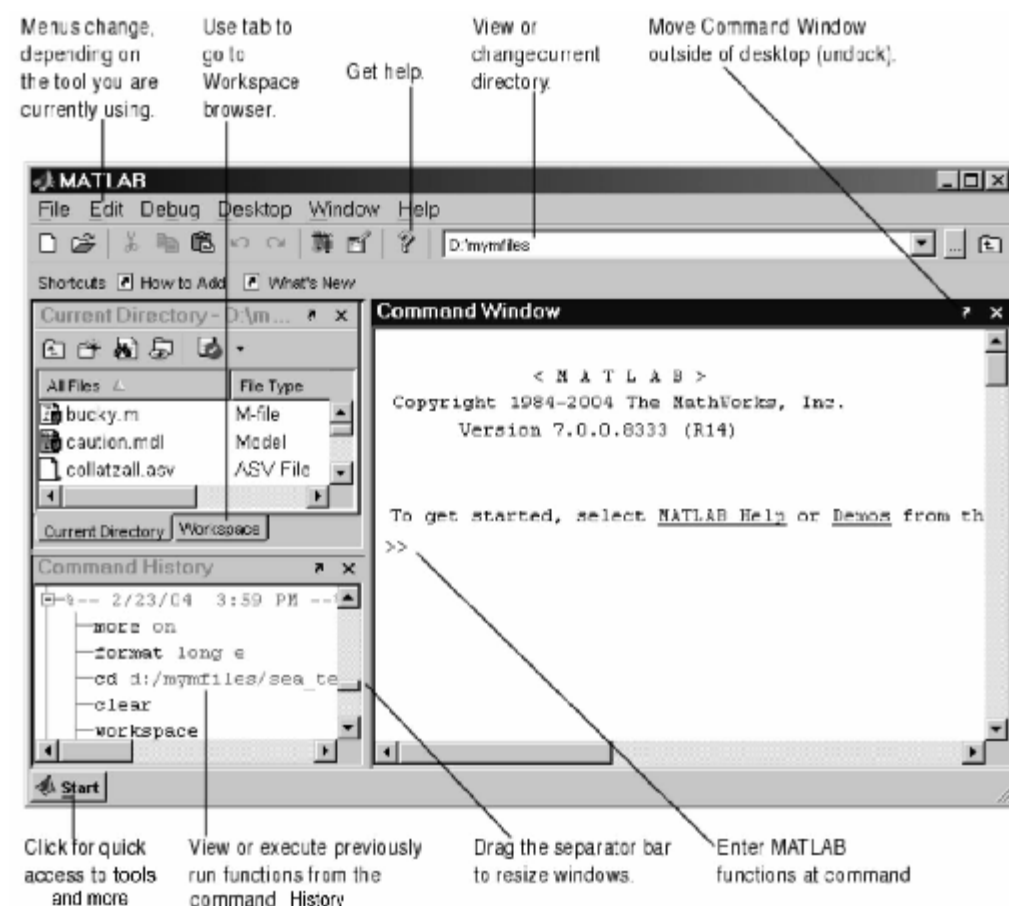 Menus change,
depending on
the tool you are
currently using.
Use tab to
go to
Workspace
browser.
Get help.
View or
changecurrent
directory.
Move Command Window
outside of desktop (undock).
MATLAB
File Edit Debug Desktop Window Help
D:\mymfiles
...
Shortcuts How to Add What's New
Current Directory - D:\m...
All Files File Type
bucky.m M-file
caution.mdl Model
collatzall.asv ASV File
Current Directory Workspace
Command History
%-- 2/23/04 3:59 PM --%
more on
format long e
cd d:/mymfiles/sea_te
clear
workspace
Start
Command Window
< M A T L A B >
Copyright 1984-2004 The MathWorks, Inc.
Version 7.0.0.8333 (R14)
To get started, select MATLAB Help or Demos from th
>>
Click for quick
access to tools
and more
View or execute previously
run functions from the
command History
Drag the separator bar
to resize windows.
Enter MATLAB
functions at command